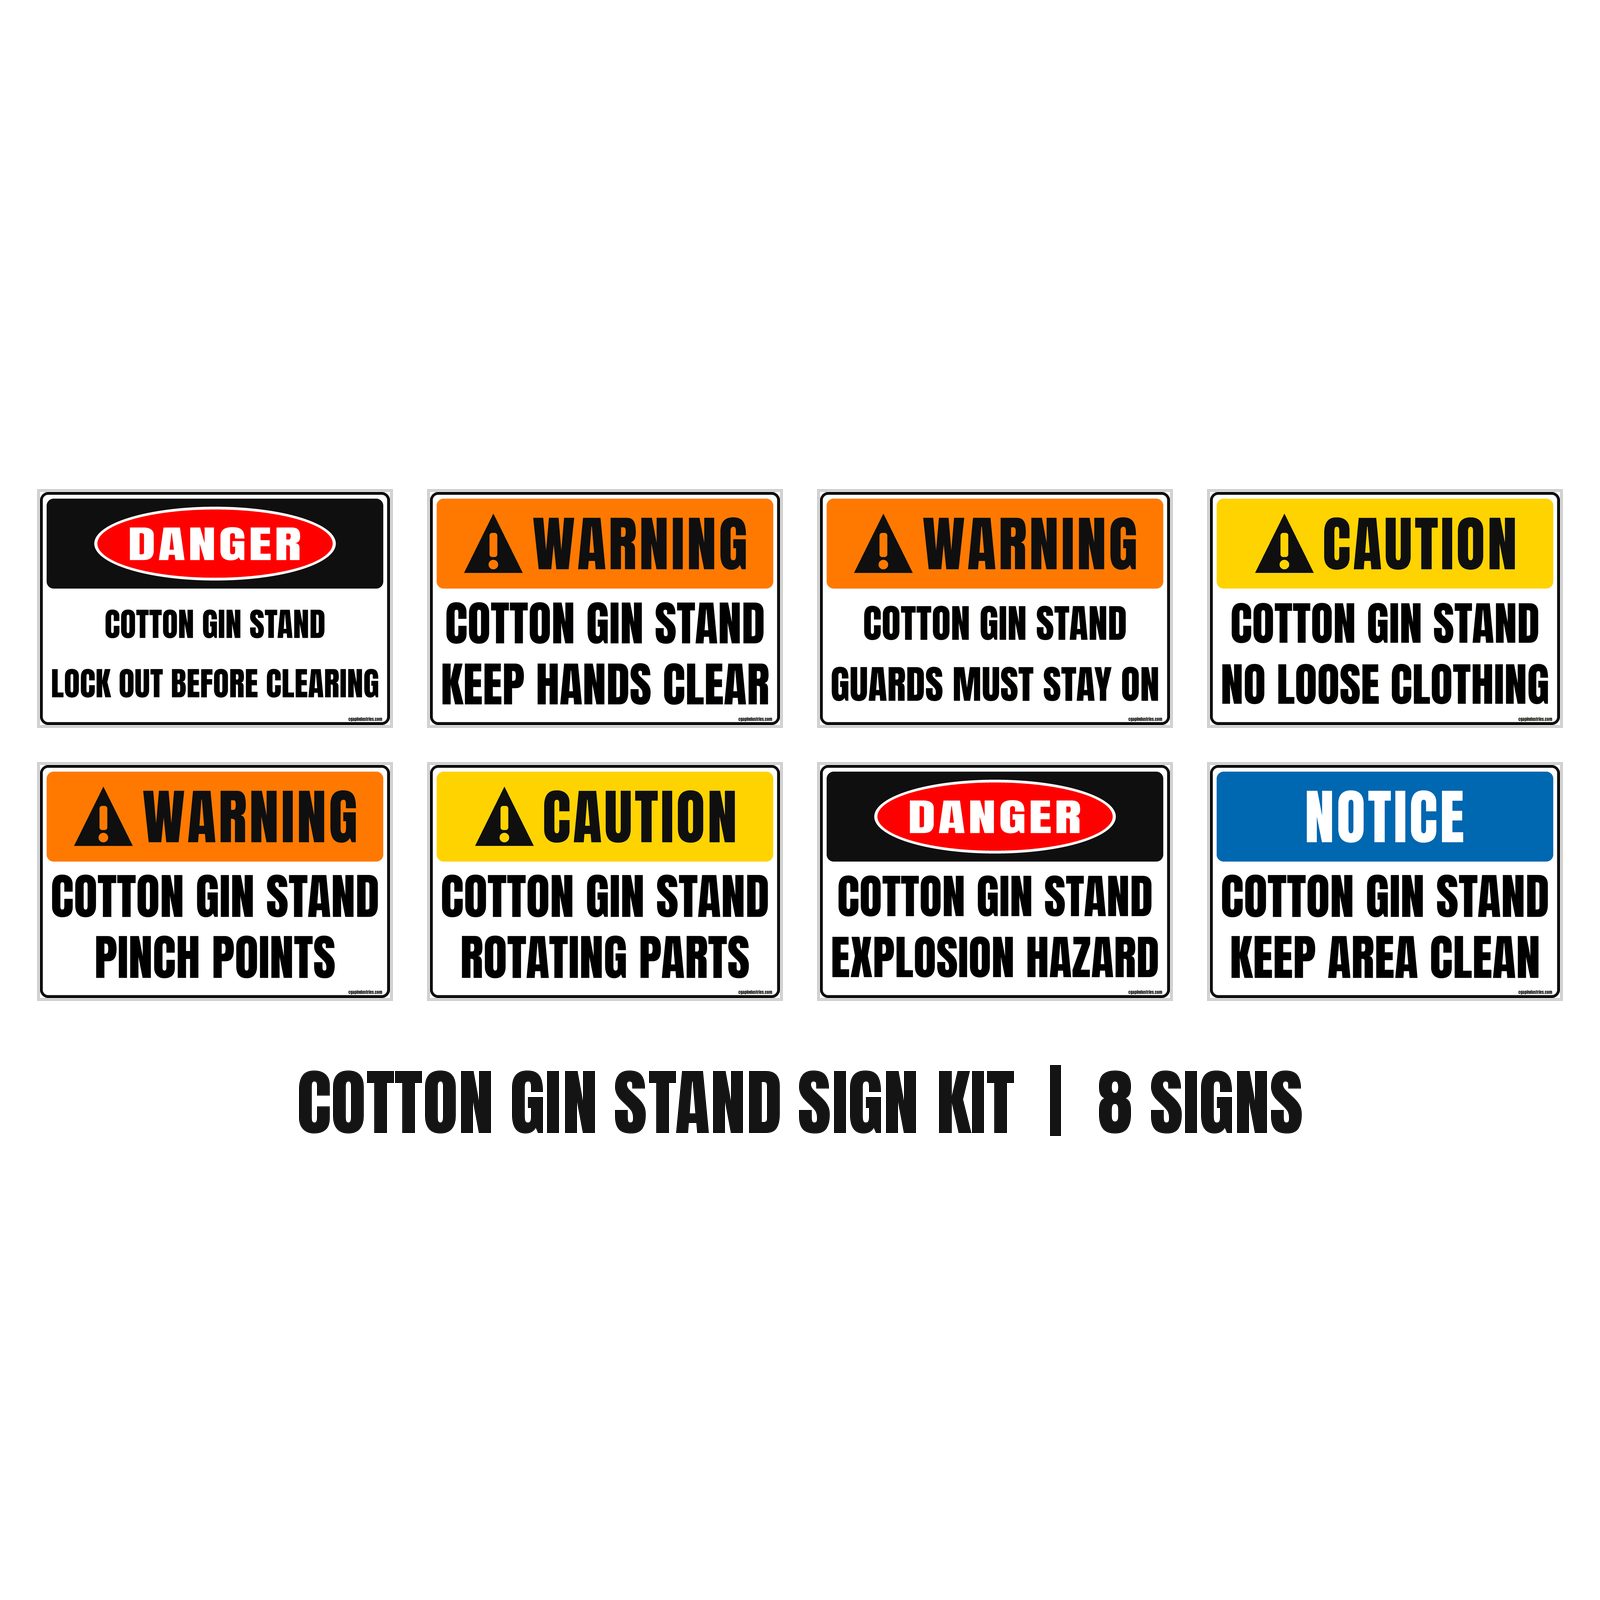 DANGER
COTTON GIN STAND
LOCK OUT BEFORE CLEARING
WARNING
COTTON GIN STAND
KEEP HANDS CLEAR
WARNING
COTTON GIN STAND
GUARDS MUST STAY ON
CAUTION
COTTON GIN STAND
NO LOOSE CLOTHING
WARNING
COTTON GIN STAND
PINCH POINTS
CAUTION
COTTON GIN STAND
ROTATING PARTS
DANGER
COTTON GIN STAND
EXPLOSION HAZARD
NOTICE
COTTON GIN STAND
KEEP AREA CLEAN
COTTON GIN STAND SIGN KIT | 8 SIGNS